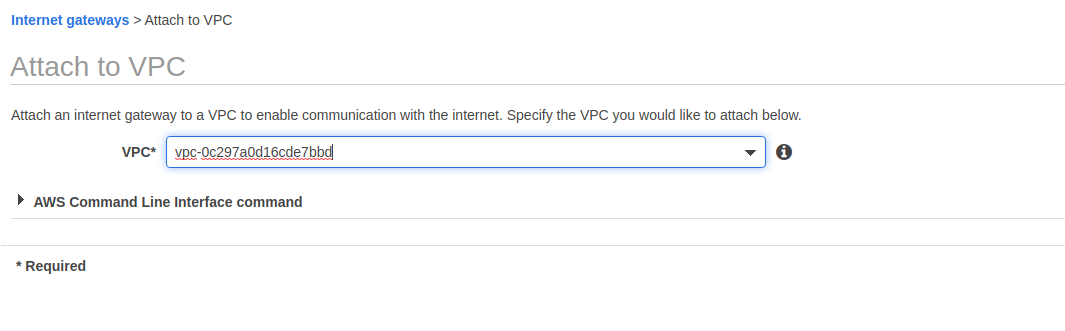 Internet gateways > Attach to VPC
Attach to VPC
Attach an internet gateway to a VPC to enable communication with the internet. Specify the VPC you would like to attach below.
VPC* vpc-0c297a0d16cde7bbd
AWS Command Line Interface command
* Required